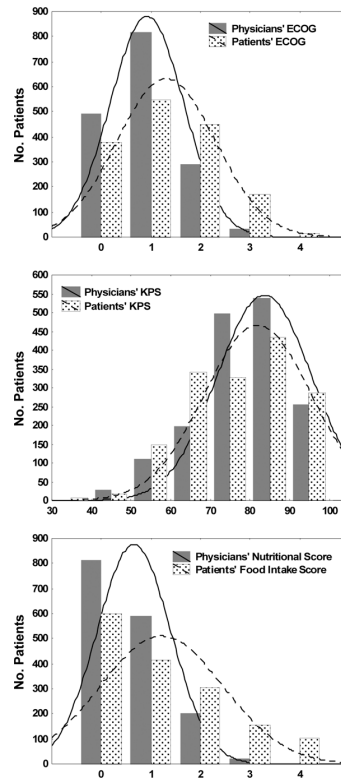 900
Physicians' ECOG
800
Patients' ECOG
700
600
500
400
300
200
100
0
No. Patients
0 1 2 3 4
600
550
Physicians' KPS
500
Patients' KPS
450
400
350
300
250
200
150
100
50
0
No. Patients
30 40 50 60 70 80 90 100
900
Physicians' Nutritional Score
800
Patients' Food Intake Score
700
600
500
400
300
200
100
0
No. Patients
0 1 2 3 4